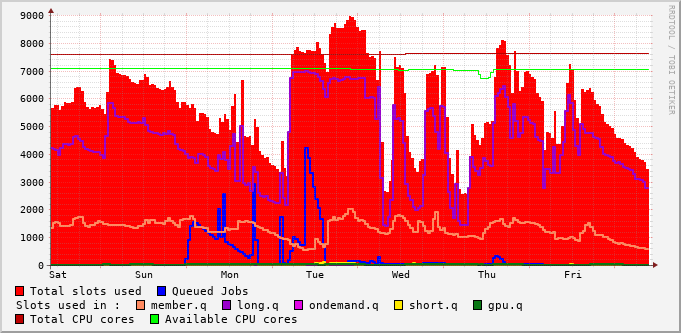 RRDTOOL / TOBI OETIKER
9000
8000
7000
6000
5000
4000
3000
2000
1000
0
Sat Sun Mon Tue Wed Thu Fri
Total slots used Queued Jobs
Slots used in : member.q long.q ondemand.q short.q gpu.q
Total CPU cores Available CPU cores